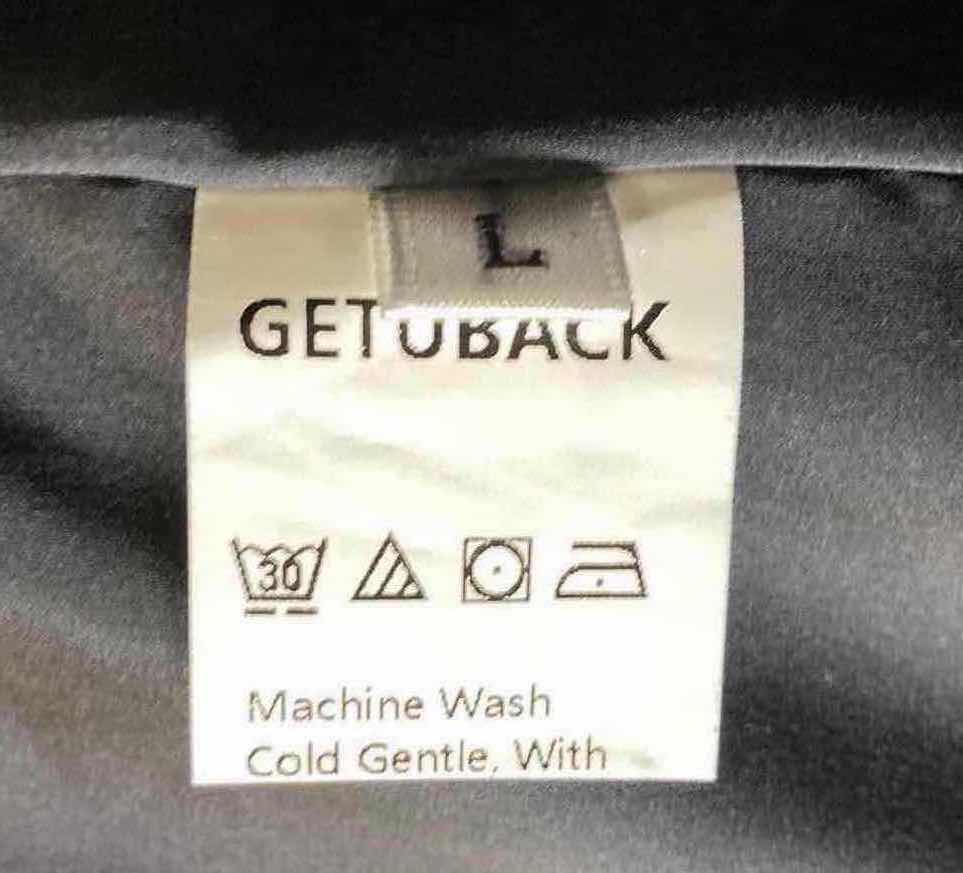 L
GETUBACK
30
Machine Wash
Cold Gentle, With